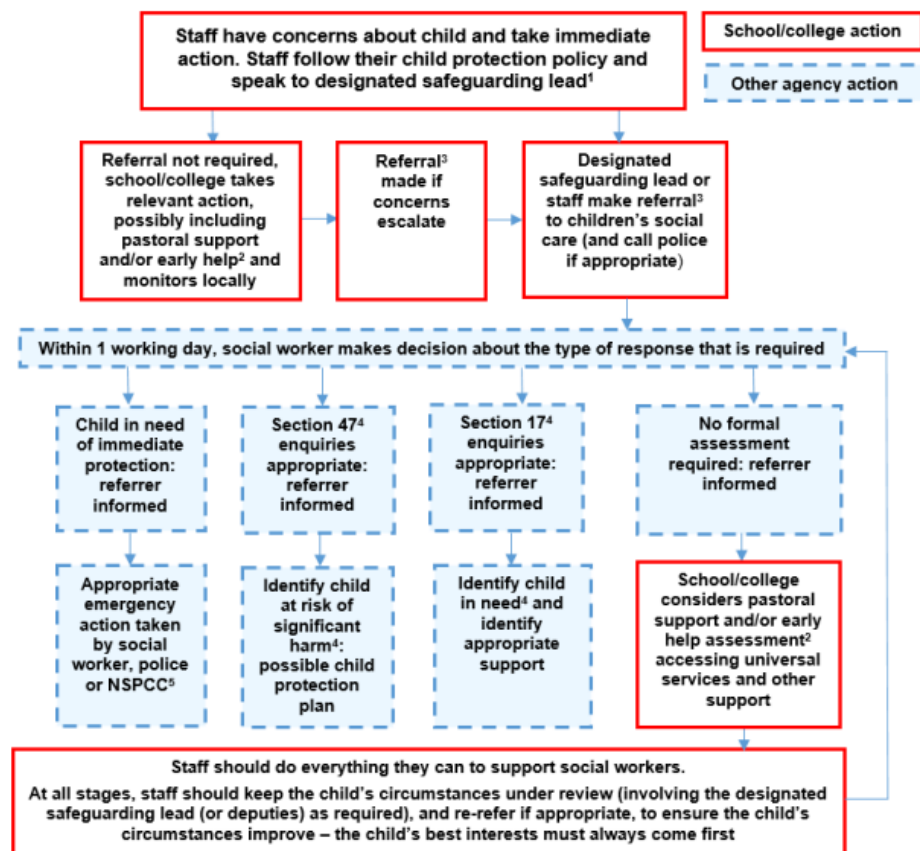 Staff have concerns about child and take immediate
action. Staff follow their child protection policy and
speak to designated safeguarding lead¹
School/college action
Other agency action
Referral not required,
school/college takes
relevant action,
possibly including
pastoral support
and/or early help² and
monitors locally
Referral³
made if
concerns
escalate
Designated
safeguarding lead or
staff make referral³
to children's social
care (and call police
if appropriate)
Within 1 working day, social worker makes decision about the type of response that is required
Child in need
of immediate
protection:
referrer
informed
Section 47⁴
enquiries
appropriate:
referrer
informed
Section 17⁴
enquiries
appropriate:
referrer
informed
No formal
assessment
required: referrer
informed
Appropriate
emergency
action taken
by social
worker, police
or NSPCC⁵
Identify child
at risk of
significant
harm⁴:
possible child
protection
plan
Identify child
in need⁴ and
identify
appropriate
support
School/college
considers pastoral
support and/or early
help assessment²
accessing universal
services and other
support
Staff should do everything they can to support social workers.
At all stages, staff should keep the child's circumstances under review (involving the designated
safeguarding lead (or deputies) as required), and re-refer if appropriate, to ensure the child's
circumstances improve – the child's best interests must always come first